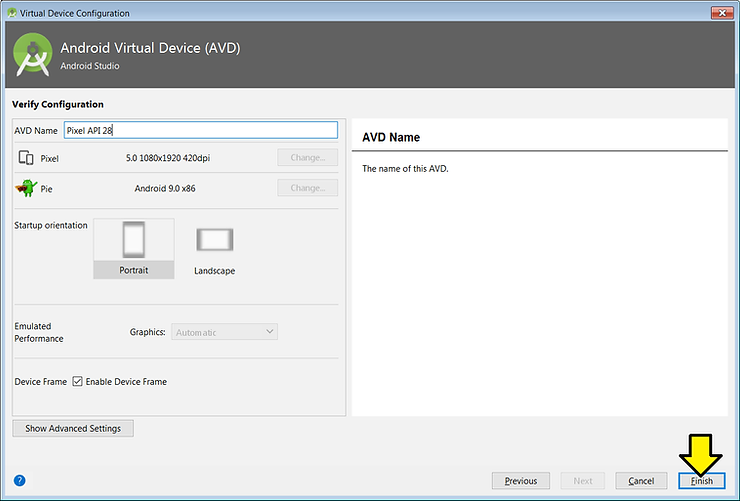 Virtual Device Configuration
Android Virtual Device (AVD)
Android Studio
Verify Configuration
AVD Name Pixel API 28
Pixel 5.0 1080x1920 420dpi Change...
Pie Android 9.0 x86 Change...
Startup orientation
Portrait Landscape
Emulated
Performance
Graphics: Automatic
Device Frame Enable Device Frame
Show Advanced Settings
AVD Name
The name of this AVD.
?
Previous Next Cancel Finish